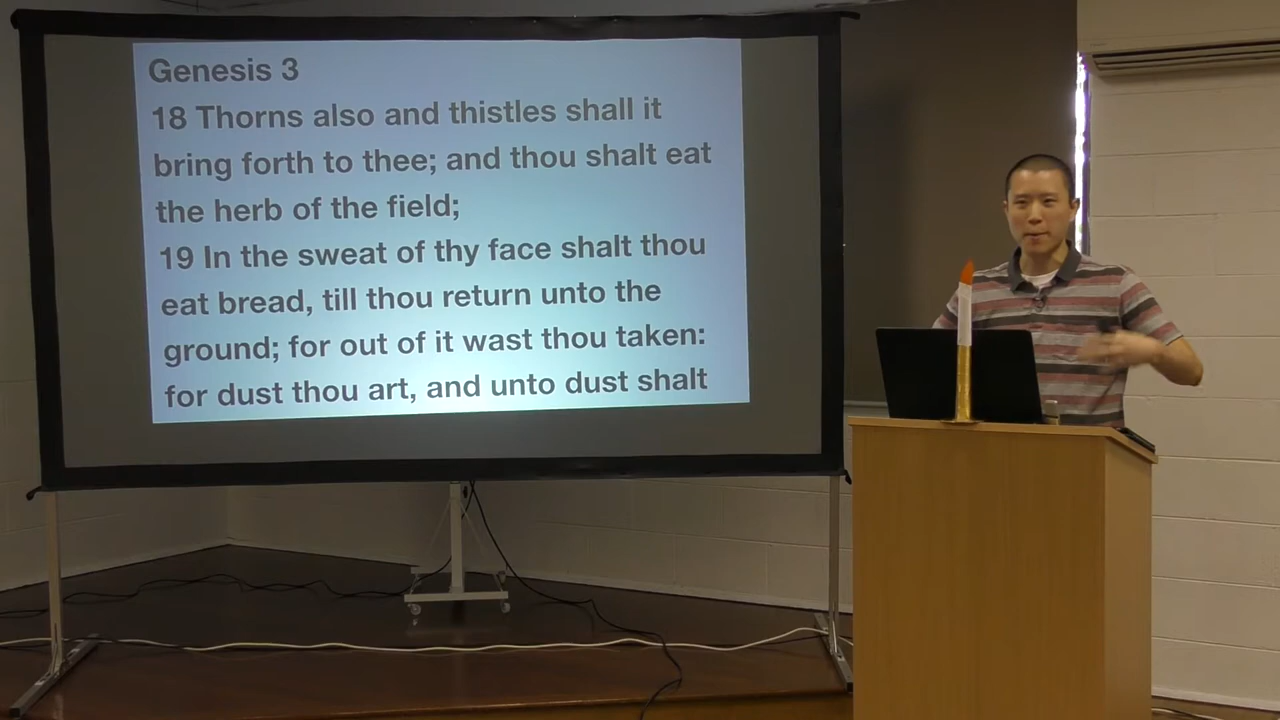 Genesis 3
18 Thorns also and thistles shall it
bring forth to thee; and thou shalt eat
the herb of the field;
19 In the sweat of thy face shalt thou
eat bread, till thou return unto the
ground; for out of it wast thou taken:
for dust thou art, and unto dust shalt